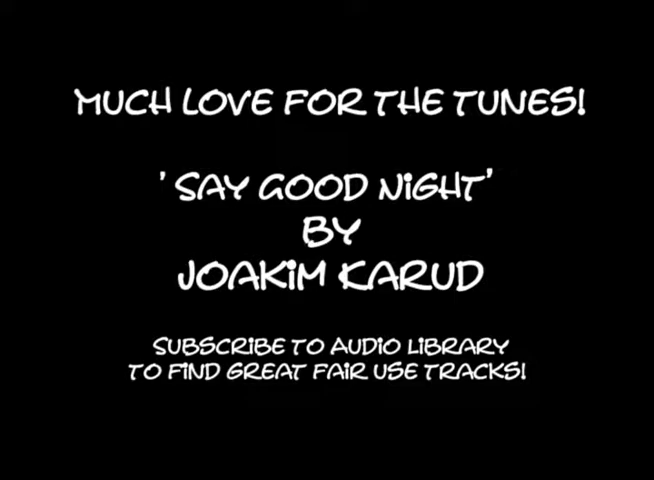 MUCH LOVE FOR THE TUNES!
'SAY GOOD NiGHT'
BY
JOAKiM KARUD
SUBSCRiBE TO AUDiO LiBRARY
TO FiND GREAT FAiR USE TRACKS!